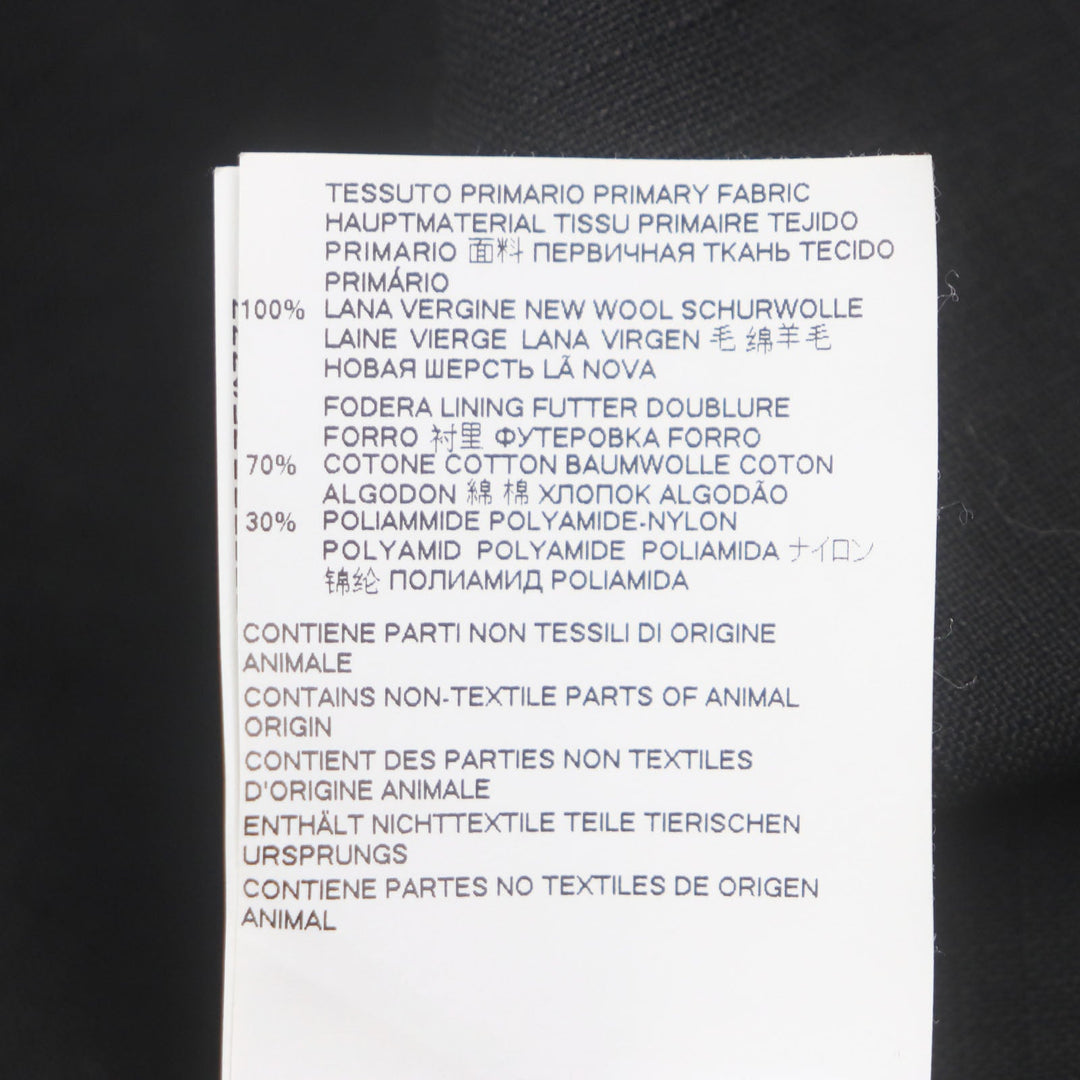 TESSUTO PRIMARIO PRIMARY FABRIC
HAUPTMATERIAL TISSU PRIMAIRE TEJIDO
PRIMARIO 面料 ПЕРВИЧНАЯ ТКАНЬ TECIDO
PRIMÁRIO
100% LANA VERGINE NEW WOOL SCHURWOLLE
LAINE VIERGE LANA VIRGEN 毛 绵羊毛
НОВАЯ ШЕРСТЬ LÃ NOVA
FODERA LINING FUTTER DOUBLURE
FORRO 衬里 ФУТЕРОВКА FORRO
70% COTONE COTTON BAUMWOLLE COTON
ALGODON 綿 棉 ХЛОПОК ALGODÃO
30% POLIAMMIDE POLYAMIDE-NYLON
POLYAMID POLYAMIDE POLIAMIDA ナイロン
锦纶 ПОЛИАМИД POLIAMIDA
CONTIENE PARTI NON TESSILI DI ORIGINE
ANIMALE
CONTAINS NON-TEXTILE PARTS OF ANIMAL
ORIGIN
CONTIENT DES PARTIES NON TEXTILES
D'ORIGINE ANIMALE
ENTHÄLT NICHTTEXTILE TEILE TIERISCHEN
URSPRUNGS
CONTIENE PARTES NO TEXTILES DE ORIGEN
ANIMAL